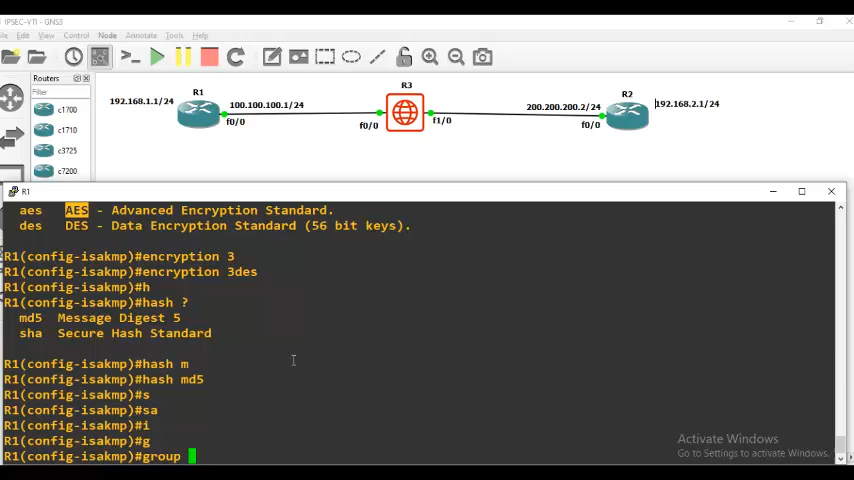 IPSEC-VTI - GNS3
File Edit View Control Node Annotate Tools Help
Routers
Filter
c1700
c1710
c3725
c7200
192.168.1.1/24
R1
100.100.100.1/24
f0/0
R3
f0/0
f1/0
200.200.200.2/24
R2
192.168.2.1/24
f0/0
R1
aes AES - Advanced Encryption Standard.
des DES - Data Encryption Standard (56 bit keys).
R1(config-isakmp)#encryption 3
R1(config-isakmp)#encryption 3des
R1(config-isakmp)#h
R1(config-isakmp)#hash ?
md5 Message Digest 5
sha Secure Hash Standard
R1(config-isakmp)#hash m
R1(config-isakmp)#hash md5
R1(config-isakmp)#s
R1(config-isakmp)#sa
R1(config-isakmp)#i
R1(config-isakmp)#g
R1(config-isakmp)#group
Activate Windows
Go to Settings to activate Windows.